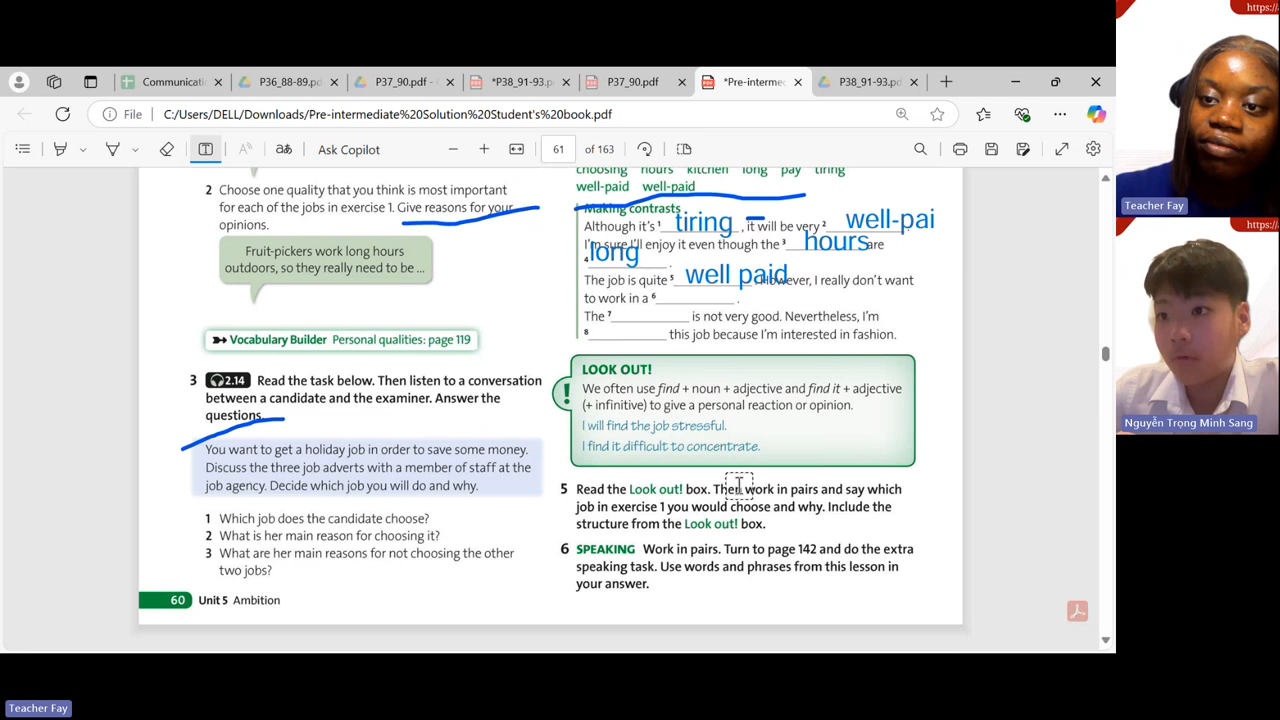 https://
Communicati
P36_88-89.pd
P37_90.pdf - G
*P38_91-93.p
P37_90.pdf
*Pre-intermed
P38_91-93.pd
File
C:/Users/DELL/Downloads/Pre-intermediate%20Solution%20Student's%20book.pdf
Ask Copilot
61 of 163
2 Choose one quality that you think is most important
for each of the jobs in exercise 1. Give reasons for your
opinions.
Fruit-pickers work long hours
outdoors, so they really need to be ...
Vocabulary Builder Personal qualities: page 119
3 2.14 Read the task below. Then listen to a conversation
between a candidate and the examiner. Answer the
questions.
You want to get a holiday job in order to save some money.
Discuss the three job adverts with a member of staff at the
job agency. Decide which job you will do and why.
1 Which job does the candidate choose?
2 What is her main reason for choosing it?
3 What are her main reasons for not choosing the other
two jobs?
60 Unit 5 Ambition
choosing hours kitchen long pay tiring
well-paid well-paid
Making contrasts
Although it's 1 tiring , it will be very 2 well-pai
I'm sure I'll enjoy it even though the 3 hours are
4 long .
The job is quite 5 well paid . However, I really don't want
to work in a 6 ____________ .
The 7 ____________ is not very good. Nevertheless, I'm
8 ____________ this job because I'm interested in fashion.
LOOK OUT!
!
We often use find + noun + adjective and find it + adjective
(+ infinitive) to give a personal reaction or opinion.
I will find the job stressful.
I find it difficult to concentrate.
5 Read the Look out! box. Then work in pairs and say which
job in exercise 1 you would choose and why. Include the
structure from the Look out! box.
6 SPEAKING Work in pairs. Turn to page 142 and do the extra
speaking task. Use words and phrases from this lesson in
your answer.
Teacher Fay
https://
Nguyễn Trọng Minh Sang
Teacher Fay